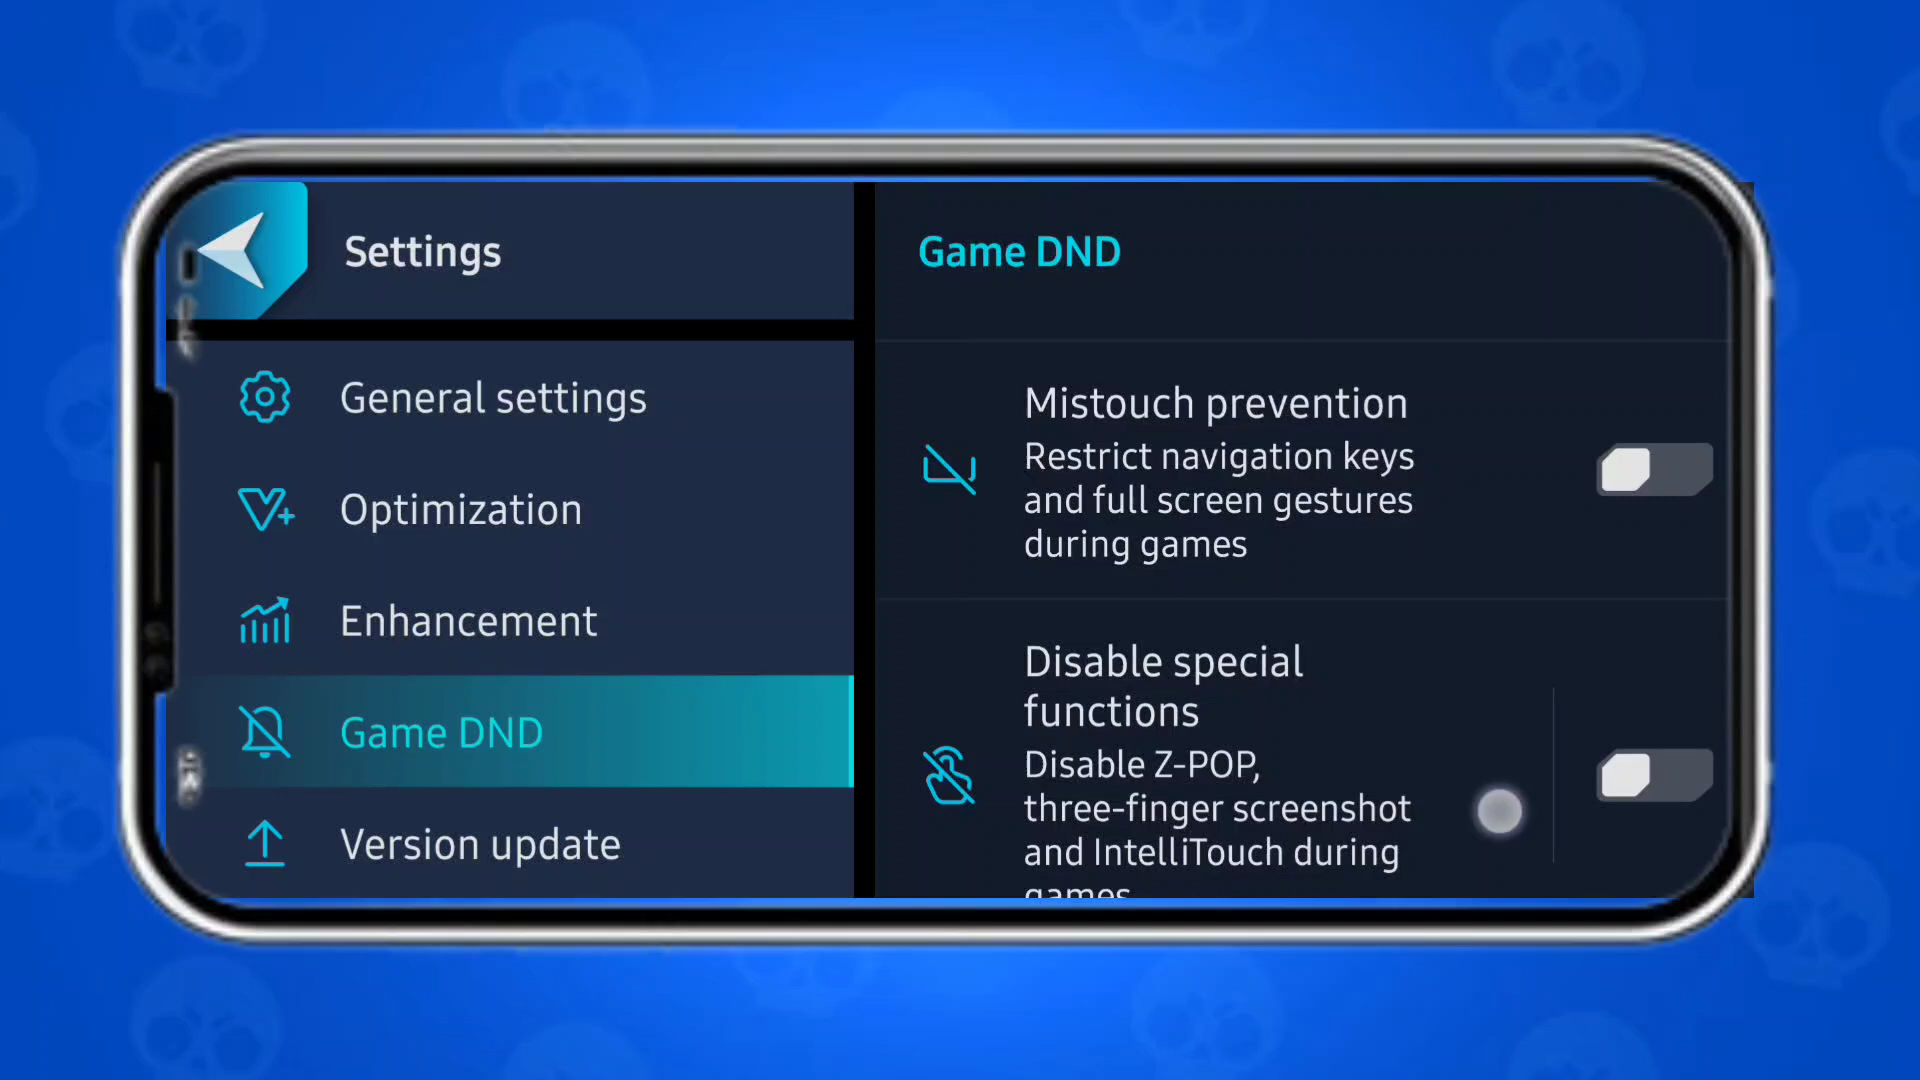 Settings
General settings
Optimization
Enhancement
Game DND
Version update
Game DND
Mistouch prevention
Restrict navigation keys
and full screen gestures
during games
Disable special
functions
Disable Z-POP,
three-finger screenshot
and IntelliTouch during
games